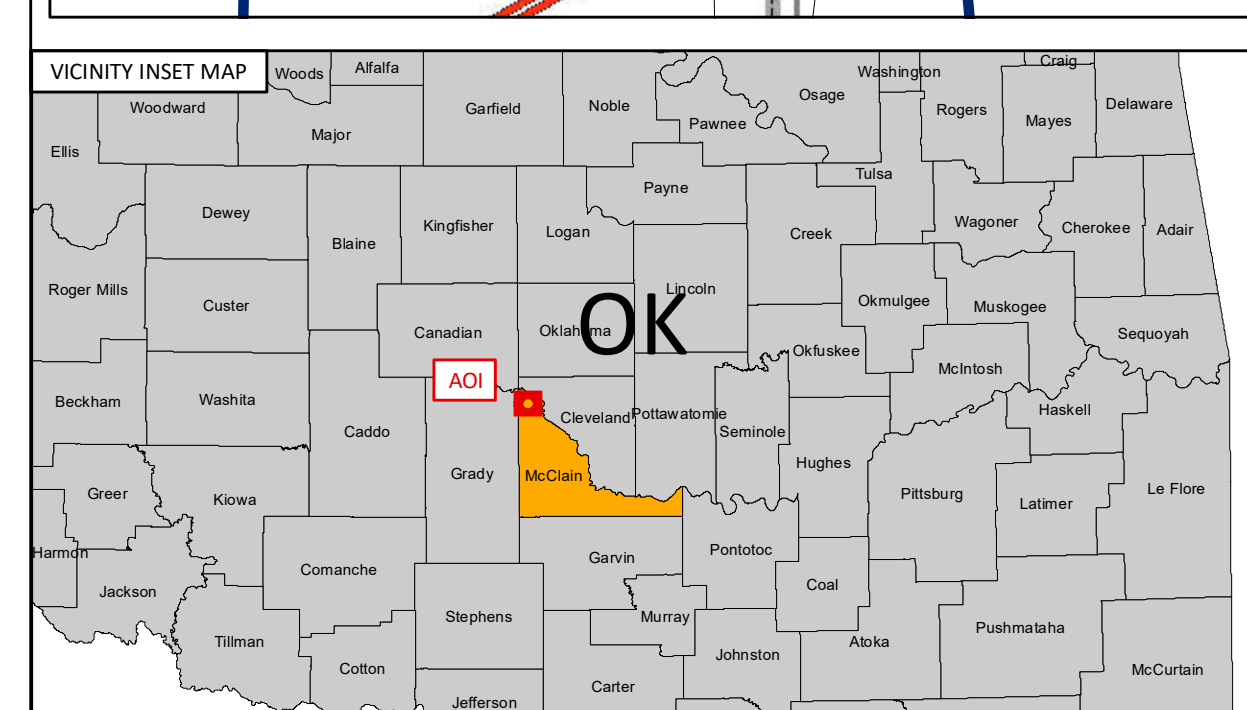 VICINITY INSET MAP
Woods
Alfalfa
Washington
Craig
Woodward
Garfield
Noble
Osage
Rogers
Delaware
Major
Pawnee
Mayes
Ellis
Tulsa
Payne
Dewey
Kingfisher
Logan
Blaine
Creek
Wagoner
Cherokee
Adair
Roger Mills
Custer
Lincoln
Okmulgee
Muskogee
Canadian
Oklahoma
OK
Sequoyah
Okfuskee
McIntosh
AOI
Beckham
Washita
Caddo
Cleveland
Pottawatomie
Seminole
Haskell
Grady
McClain
Hughes
Greer
Kiowa
Pittsburg
Latimer
Le Flore
Harmon
Comanche
Garvin
Pontotoc
Jackson
Coal
Stephens
Murray
Tillman
Atoka
Pushmataha
Cotton
Johnston
McCurtain
Carter
Jefferson